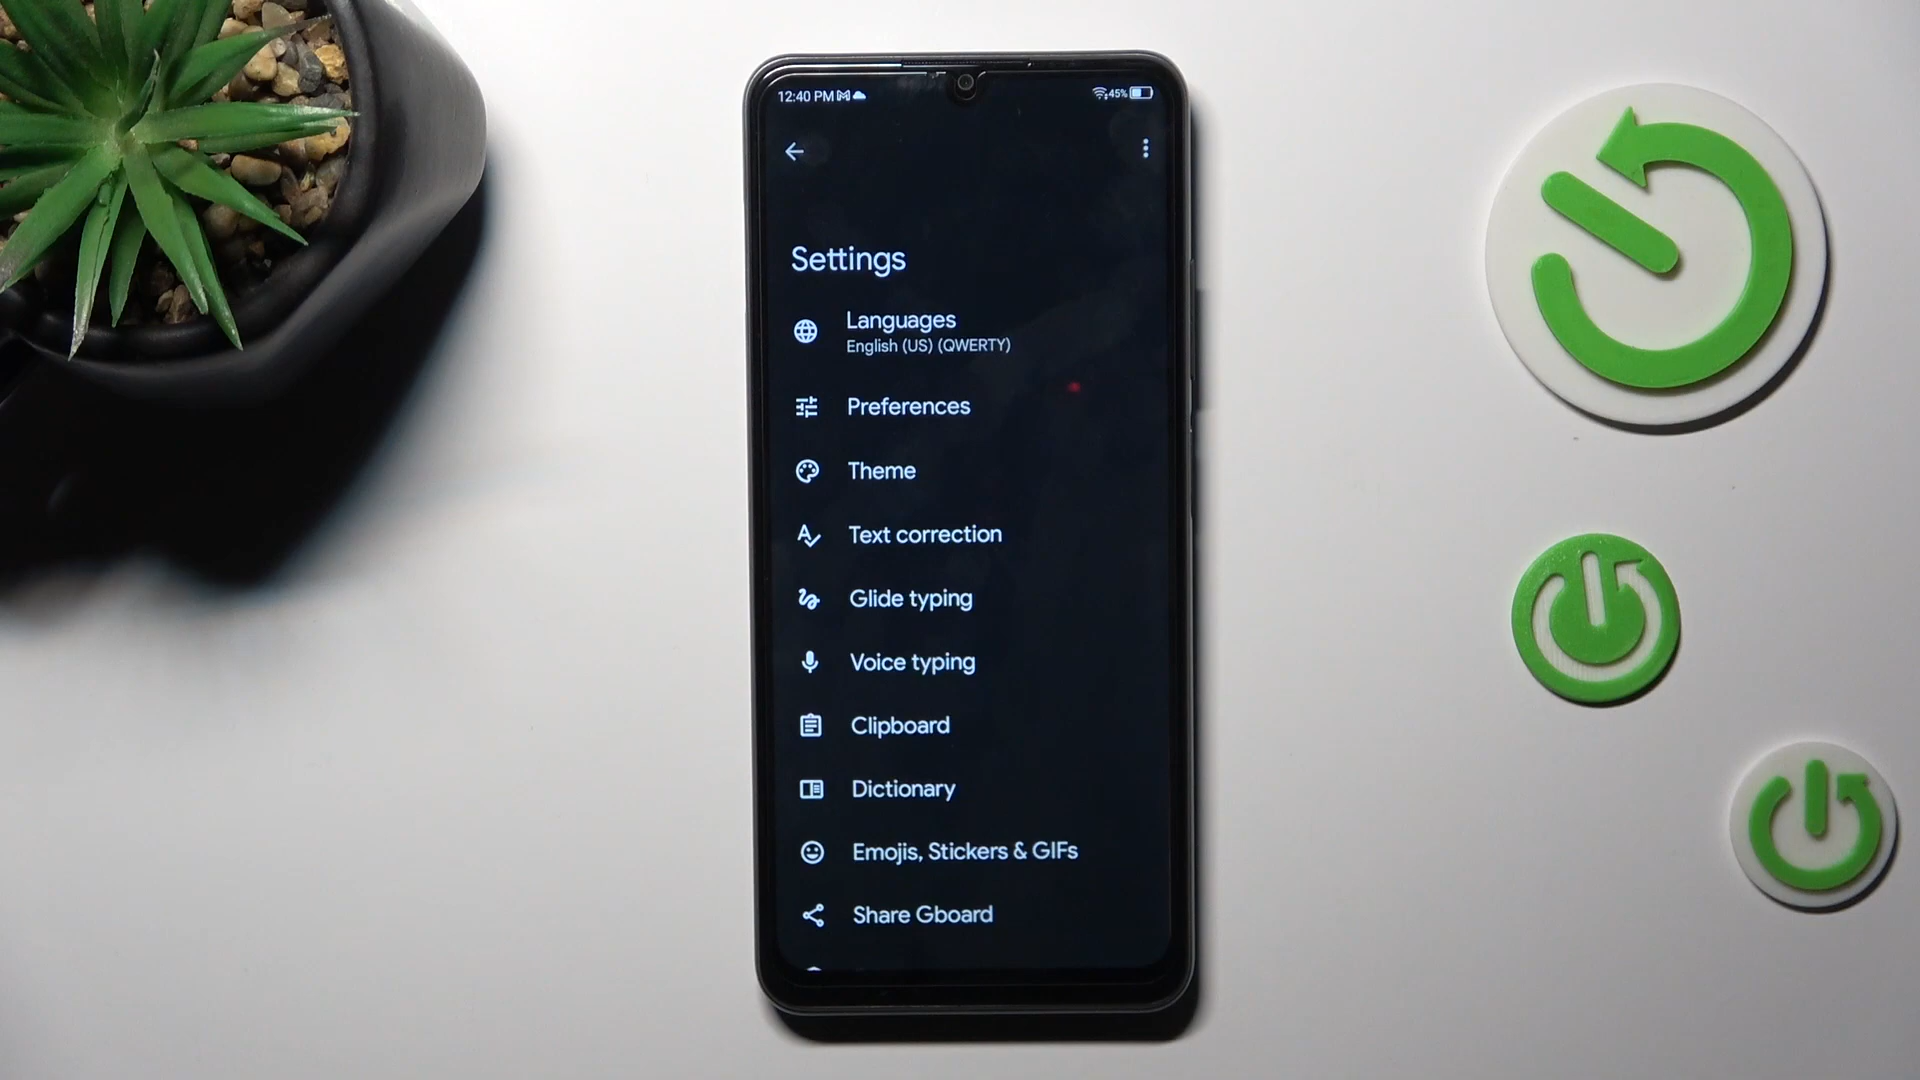 12:40 PM
45%
Settings
Languages
English (US) (QWERTY)
Preferences
Theme
Text correction
Glide typing
Voice typing
Clipboard
Dictionary
Emojis, Stickers & GIFs
Share Gboard